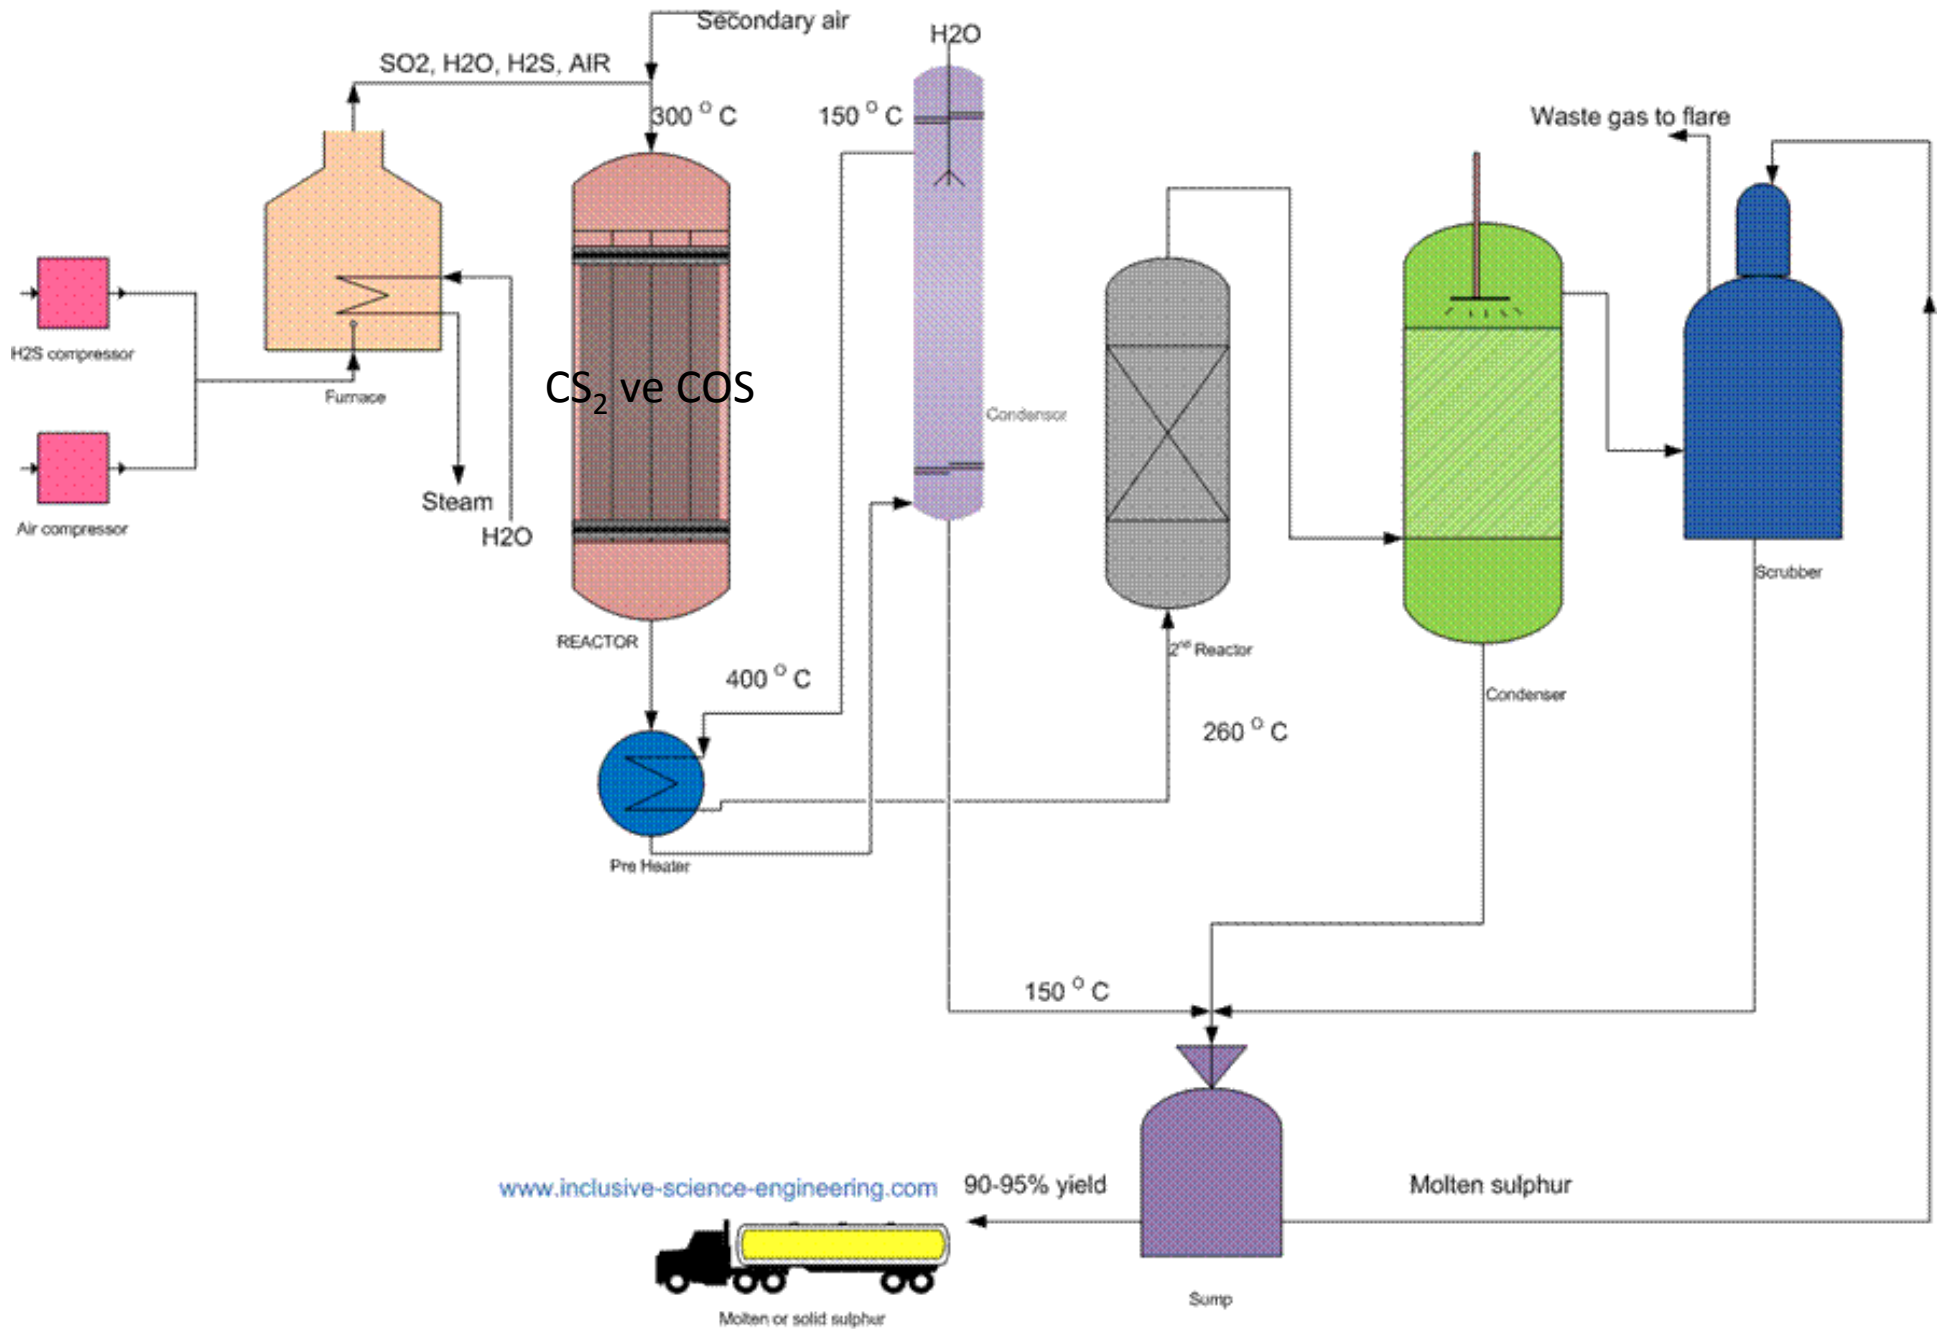 Secondary air
H2O
SO2, H2O, H2S, AIR
300 O C
150 O C
Waste gas to flare
H2S compressor
Furnace
CS2 ve COS
Condensor
Steam
Air compressor
H2O
Scrubber
REACTOR
2nd Reactor
400 O C
Condenser
260 O C
Pre Heater
150 O C
www.inclusive-science-engineering.com
90-95% yield
Molten sulphur
Sump
Molten or solid sulphur